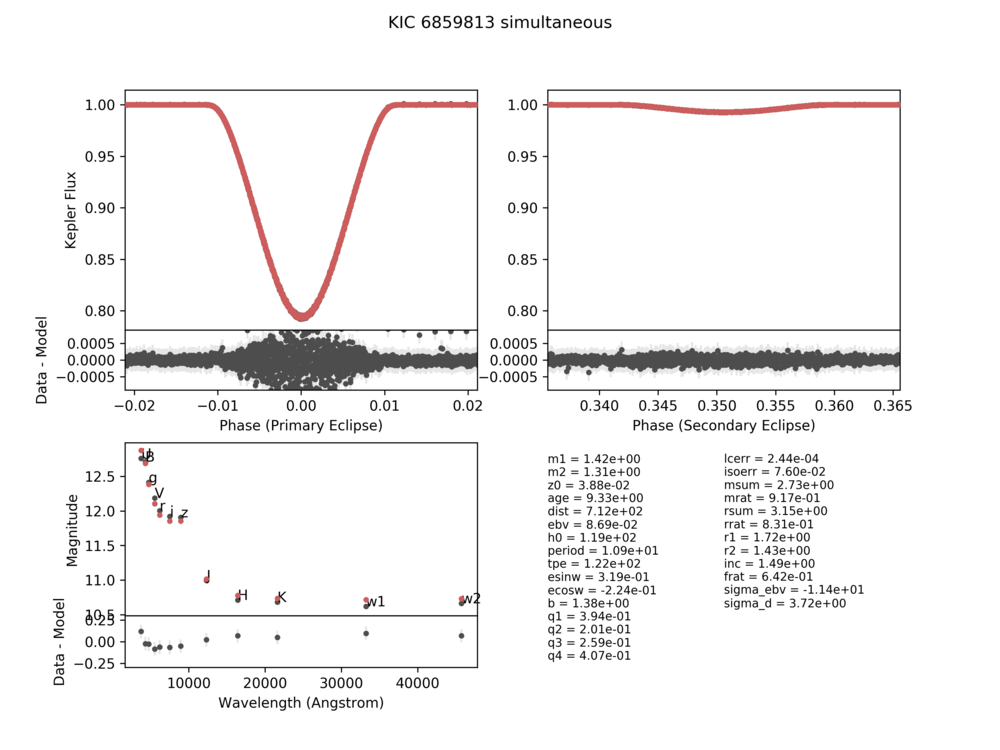 KIC 6859813 simultaneous
1.00
0.95
0.90
0.85
0.80
Kepler Flux
1.00
0.95
0.90
0.85
0.80
0.0005
0.0000
−0.0005
Data - Model
0.0005
0.0000
−0.0005
−0.02 −0.01 0.00 0.01 0.02
Phase (Primary Eclipse)
0.340 0.345 0.350 0.355 0.360 0.365
Phase (Secondary Eclipse)
12.5
12.0
11.5
11.0
10.5
Magnitude
B
g
V
r
i
z
J
H
K
w1
w2
0.25
0.00
−0.25
Data - Model
10000 20000 30000 40000
Wavelength (Angstrom)
m1 = 1.42e+00
m2 = 1.31e+00
z0 = 3.88e-02
age = 9.33e+00
dist = 7.12e+02
ebv = 8.69e-02
h0 = 1.19e+02
period = 1.09e+01
tpe = 1.22e+02
esinw = 3.19e-01
ecosw = -2.24e-01
b = 1.38e+00
q1 = 3.94e-01
q2 = 2.01e-01
q3 = 2.59e-01
q4 = 4.07e-01
lcerr = 2.44e-04
isoerr = 7.60e-02
msum = 2.73e+00
mrat = 9.17e-01
rsum = 3.15e+00
rrat = 8.31e-01
r1 = 1.72e+00
r2 = 1.43e+00
inc = 1.49e+00
frat = 6.42e-01
sigma_ebv = -1.14e+01
sigma_d = 3.72e+00